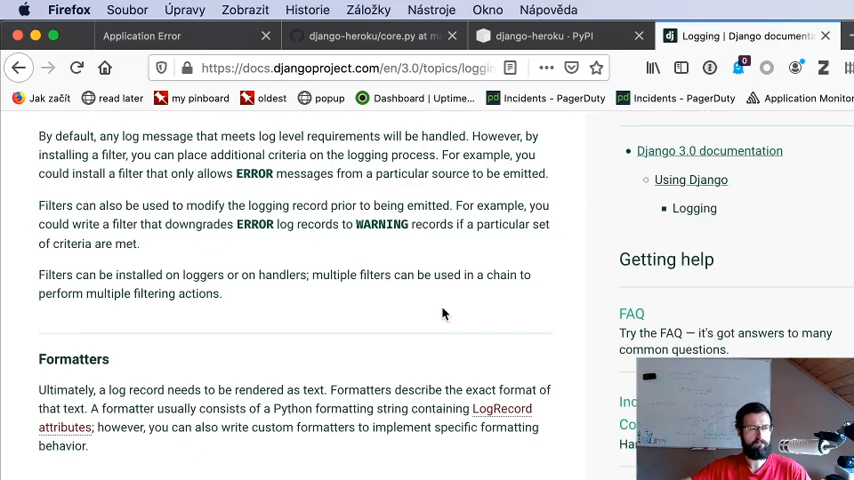 Firefox Soubor Úpravy Zobrazit Historie Záložky Nástroje Okno Nápověda
Application Error django-heroku/core.py at m django-heroku · PyPI dj Logging | Django documenta
https://docs.djangoproject.com/en/3.0/topics/loggin 0
Jak začít read later my pinboard oldest popup Dashboard | Uptime... pd Incidents - PagerDuty pd Incidents - PagerDuty Application Monitor
By default, any log message that meets log level requirements will be handled. However, by
installing a filter, you can place additional criteria on the logging process. For example, you
could install a filter that only allows ERROR messages from a particular source to be emitted.
Filters can also be used to modify the logging record prior to being emitted. For example, you
could write a filter that downgrades ERROR log records to WARNING records if a particular set
of criteria are met.
Filters can be installed on loggers or on handlers; multiple filters can be used in a chain to
perform multiple filtering actions.
Formatters
Ultimately, a log record needs to be rendered as text. Formatters describe the exact format of
that text. A formatter usually consists of a Python formatting string containing LogRecord
attributes; however, you can also write custom formatters to implement specific formatting
behavior.
Django 3.0 documentation
Using Django
Logging
Getting help
FAQ
Try the FAQ — it's got answers to many
common questions.